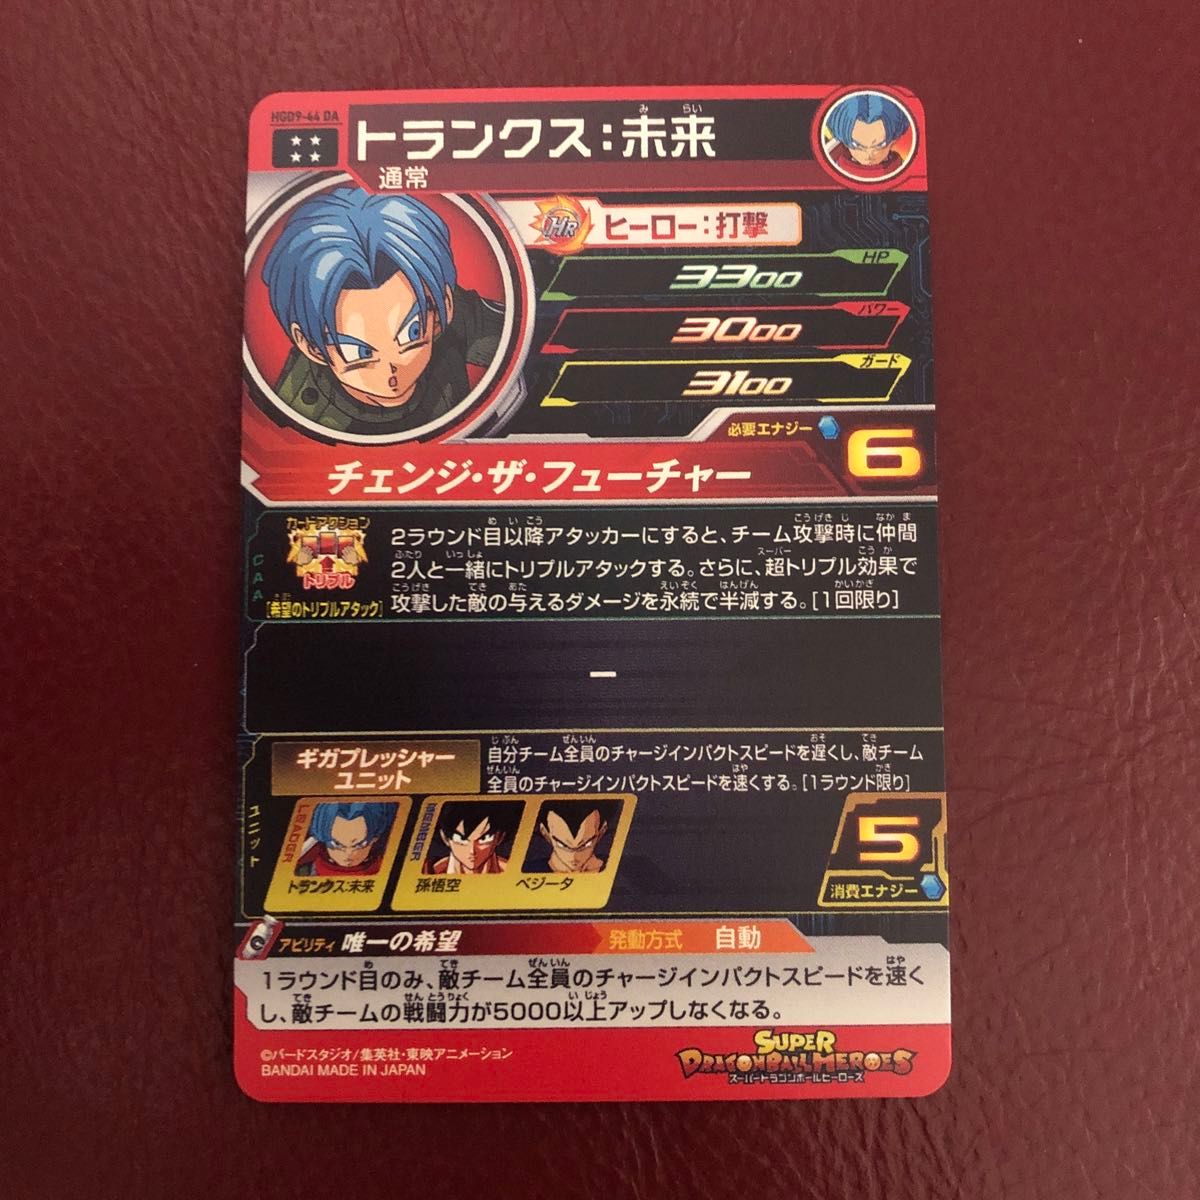 HGD9-44 DA
トランクス:未来
み らい
通常
HR
ヒーロー:打撃
HP
3300
パワー
3000
ガード
3100
必要エナジー
6
チェンジ・ザ・フューチャー
CAA
カードアクション
トリプル
[希望のトリプルアタック]
2ラウンド目以降アタッカーにすると、チーム攻撃時に仲間
2人と一緒にトリプルアタックする。さらに、超トリプル効果で
攻撃した敵の与えるダメージを永続で半減する。[1回限り]
ー
ユニット
ギガプレッシャー
ユニット
自分チーム全員のチャージインパクトスピードを遅くし、敵チーム
全員のチャージインパクトスピードを速くする。[1ラウンド限り]
LEADER
トランクス:未来
MEMBER
孫悟空
ベジータ
5
消費エナジー
アビリティ 唯一の希望
発動方式 自動
1ラウンド目のみ、敵チーム全員のチャージインパクトスピードを速く
し、敵チームの戦闘力が5000以上アップしなくなる。
©バードスタジオ/集英社・東映アニメーション
BANDAI MADE IN JAPAN
SUPER
DRAGONBALL HEROES
スーパードラゴンボールヒーローズ